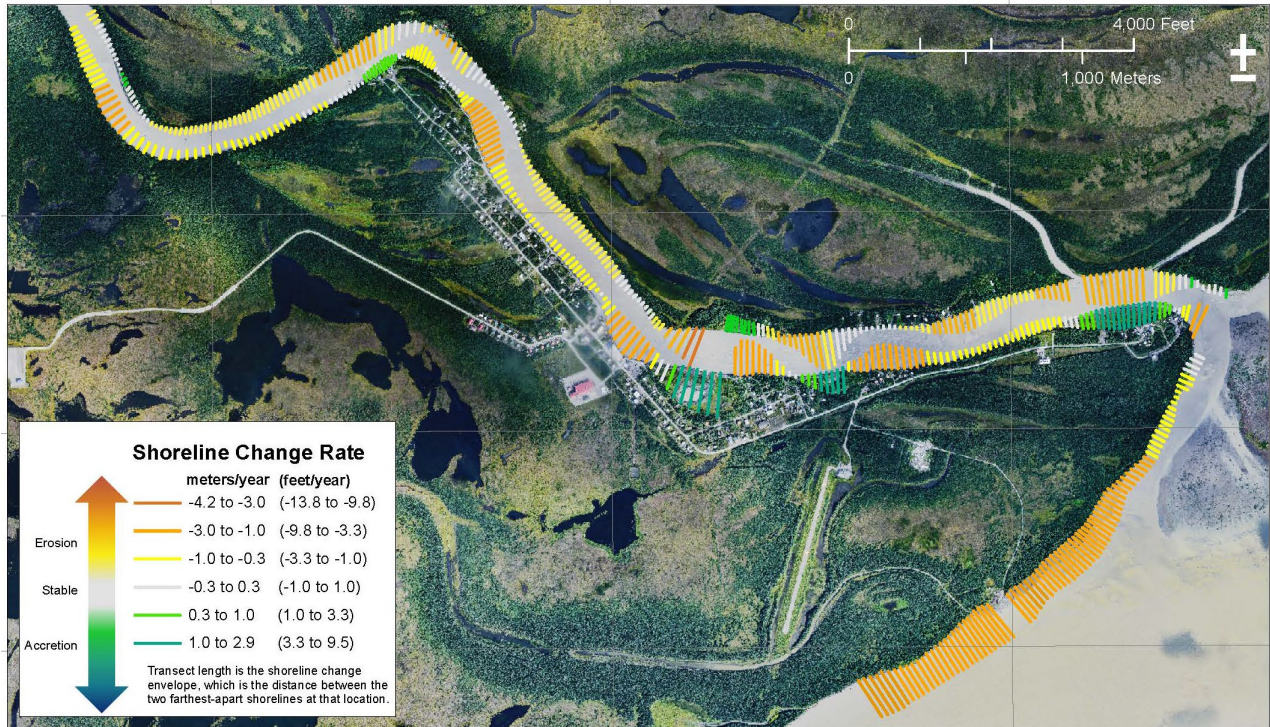 0 4,000 Feet
0 1,000 Meters
Shoreline Change Rate
meters/year (feet/year)
-4.2 to -3.0 (-13.8 to -9.8)
-3.0 to -1.0 (-9.8 to -3.3)
Erosion
-1.0 to -0.3 (-3.3 to -1.0)
Stable
-0.3 to 0.3 (-1.0 to 1.0)
0.3 to 1.0 (1.0 to 3.3)
Accretion
1.0 to 2.9 (3.3 to 9.5)
Transect length is the shoreline change
envelope, which is the distance between the
two farthest-apart shorelines at that location.